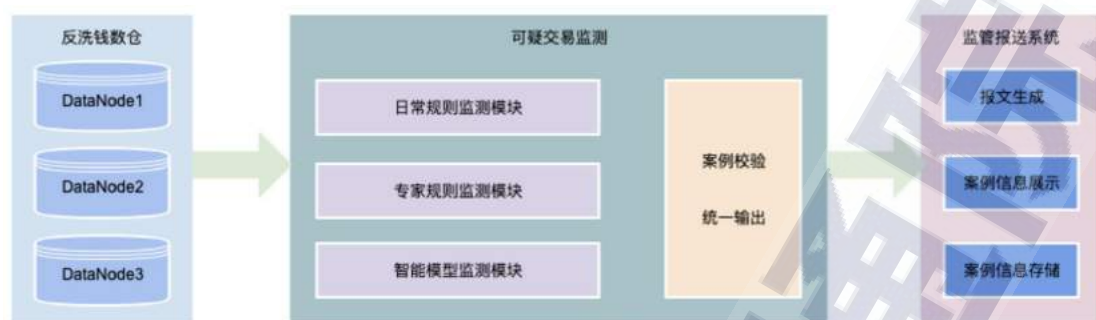 反洗钱数仓
DataNode1
DataNode2
DataNode3
可疑交易监测
日常规则监测模块
专家规则监测模块
智能模型监测模块
案例校验
统一输出
监管报送系统
报文生成
案例信息展示
案例信息存储